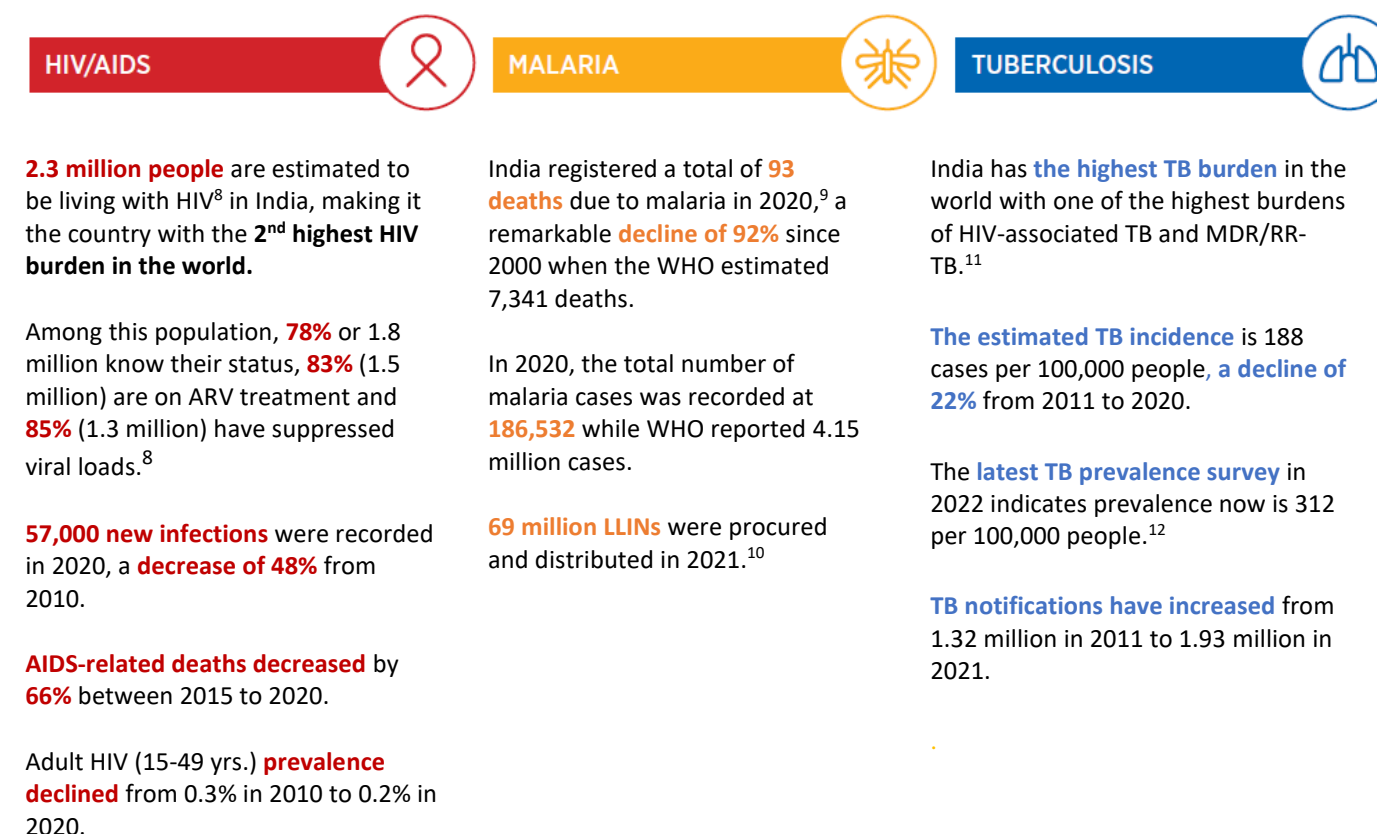 HIV/AIDS
2.3 million people are estimated to
be living with HIV⁸ in India, making it
the country with the 2ⁿᵈ highest HIV
burden in the world.
Among this population, 78% or 1.8
million know their status, 83% (1.5
million) are on ARV treatment and
85% (1.3 million) have suppressed
viral loads.⁸
57,000 new infections were recorded
in 2020, a decrease of 48% from
2010.
AIDS-related deaths decreased by
66% between 2015 to 2020.
Adult HIV (15-49 yrs.) prevalence
declined from 0.3% in 2010 to 0.2% in
2020.
MALARIA
India registered a total of 93
deaths due to malaria in 2020,⁹ a
remarkable decline of 92% since
2000 when the WHO estimated
7,341 deaths.
In 2020, the total number of
malaria cases was recorded at
186,532 while WHO reported 4.15
million cases.
69 million LLINs were procured
and distributed in 2021.¹⁰
TUBERCULOSIS
India has the highest TB burden in the
world with one of the highest burdens
of HIV-associated TB and MDR/RR-
TB.¹¹
The estimated TB incidence is 188
cases per 100,000 people, a decline of
22% from 2011 to 2020.
The latest TB prevalence survey in
2022 indicates prevalence now is 312
per 100,000 people.¹²
TB notifications have increased from
1.32 million in 2011 to 1.93 million in
2021.
.